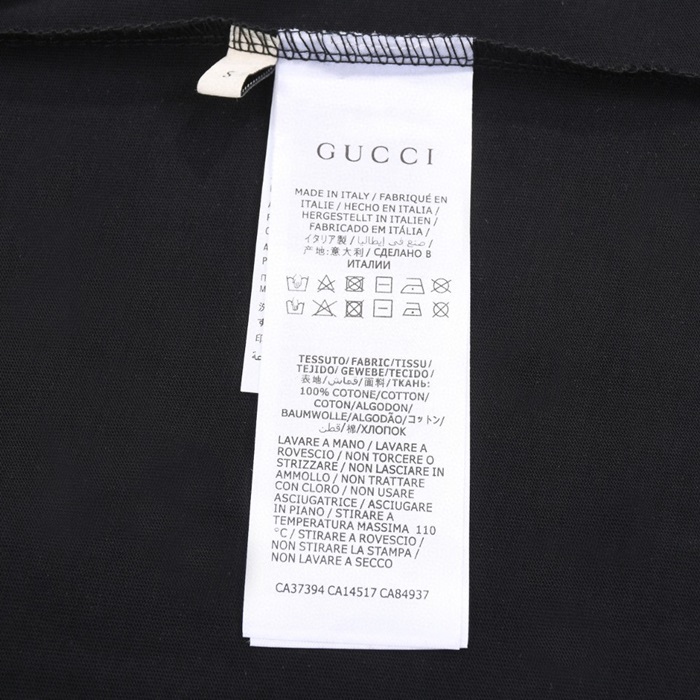 S
GUCCI
MADE IN ITALY / FABRIQUÉ EN
ITALIE / HECHO EN ITALIA /
HERGESTELLT IN ITALIEN /
FABRICADO EM ITÁLIA /
イタリア製 / صنع في إيطاليا /
产地:意大利 / СДЕЛАНО В
ИТАЛИИ
TESSUTO/FABRIC/TISSU/
TEJIDO/GEWEBE/TECIDO/
表地/قماش/面料/ТКАНЬ:
100% COTONE/COTTON/
COTON/ALGODON/
BAUMWOLLE/ALGODÃO/コットン/
قطن/棉/ХЛОПОК
LAVARE A MANO / LAVARE A
ROVESCIO / NON TORCERE O
STRIZZARE / NON LASCIARE IN
AMMOLLO / NON TRATTARE
CON CLORO / NON USARE
ASCIUGATRICE / ASCIUGARE
IN PIANO / STIRARE A
TEMPERATURA MASSIMA 110
°C / STIRARE A ROVESCIO /
NON STIRARE LA STAMPA /
NON LAVARE A SECCO
CA37394 CA14517 CA84937